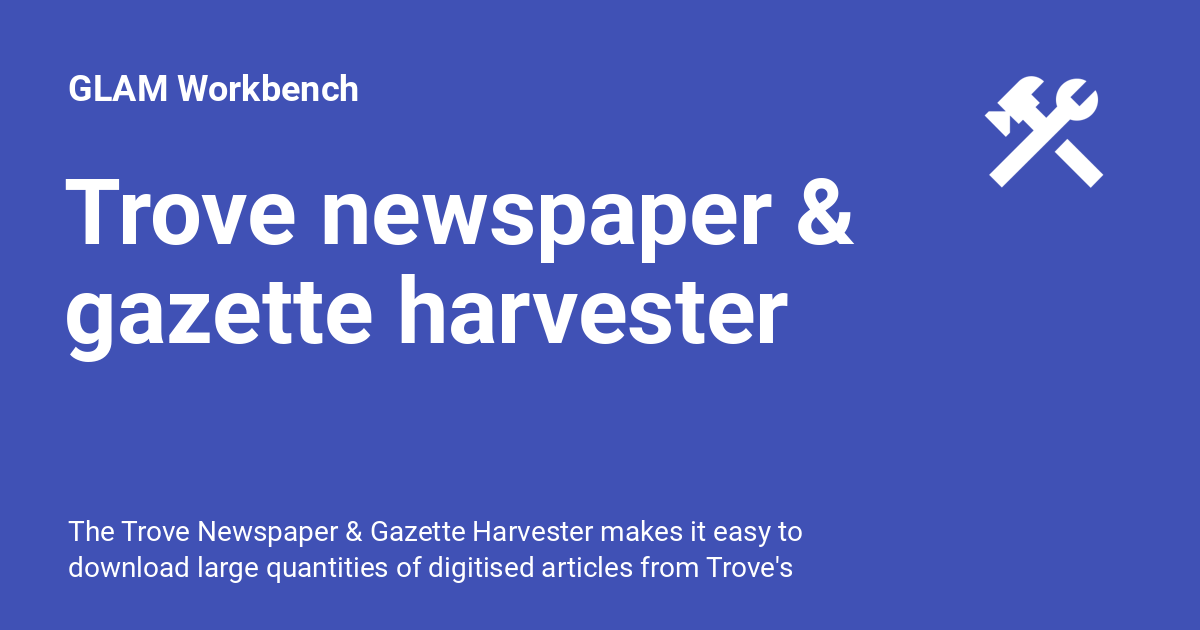 GLAM Workbench
Trove newspaper &
gazette harvester
The Trove Newspaper & Gazette Harvester makes it easy to
download large quantities of digitised articles from Trove's